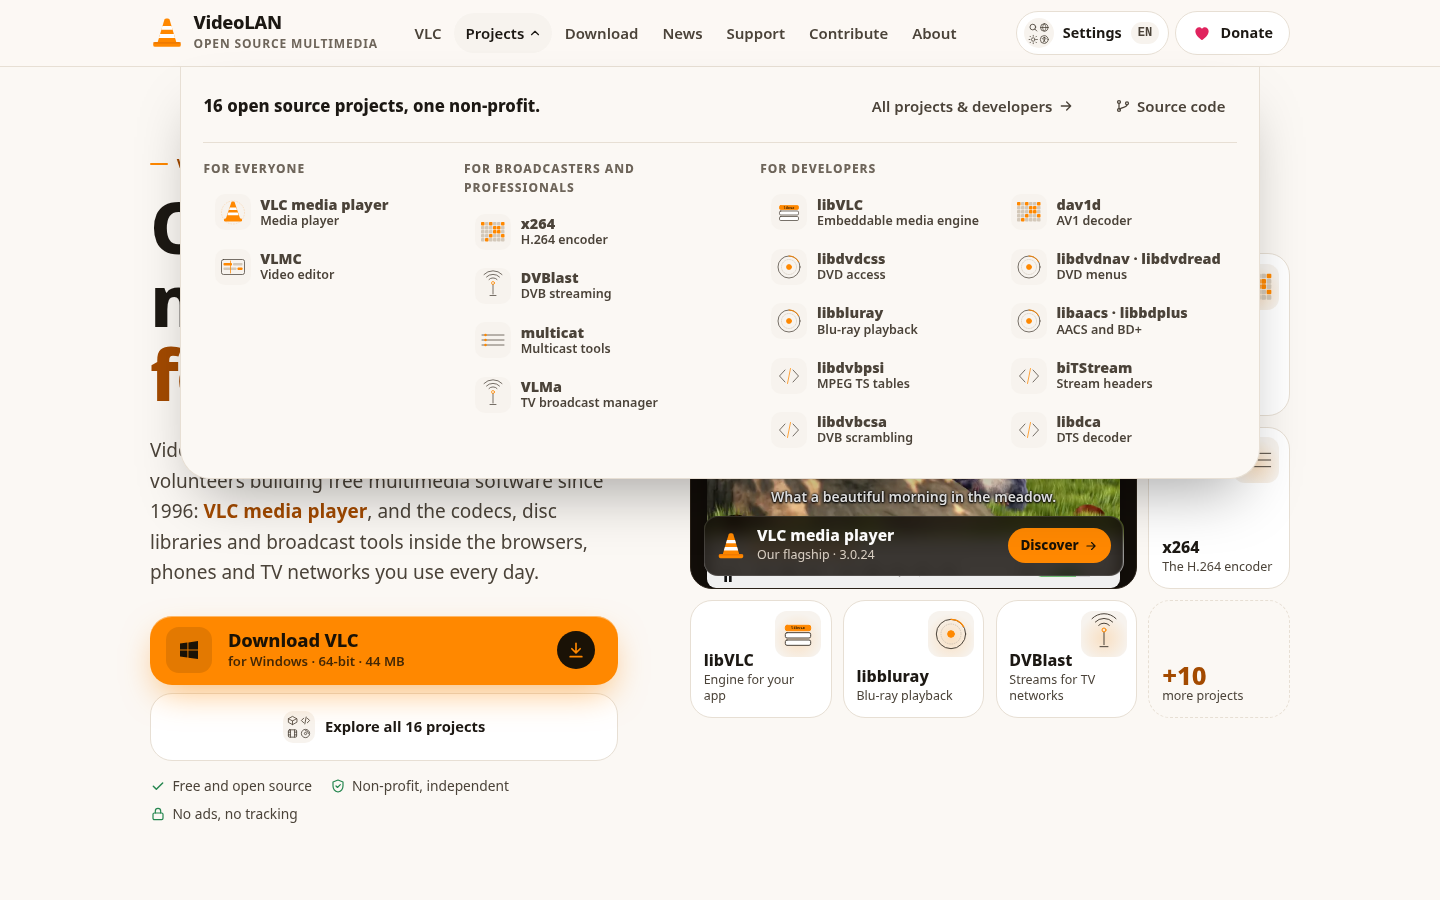 VideoLAN
OPEN SOURCE MULTIMEDIA
VLC
Projects
Download
News
Support
Contribute
About
Settings
EN
Donate
16 open source projects, one non-profit.
All projects & developers
Source code
FOR EVERYONE
VLC media player
Media player
VLMC
Video editor
FOR BROADCASTERS AND
PROFESSIONALS
x264
H.264 encoder
DVBlast
DVB streaming
multicat
Multicast tools
VLMa
TV broadcast manager
FOR DEVELOPERS
libVLC
Embeddable media engine
libdvdcss
DVD access
libbluray
Blu-ray playback
libdvbpsi
MPEG TS tables
libdvbcsa
DVB scrambling
dav1d
AV1 decoder
libdvdnav · libdvdread
DVD menus
libaacs · libbdplus
AACS and BD+
biTStream
Stream headers
libdca
DTS decoder
volunteers building free multimedia software since
1996: VLC media player, and the codecs, disc
libraries and broadcast tools inside the browsers,
phones and TV networks you use every day.
Download VLC
for Windows · 64-bit · 44 MB
Explore all 16 projects
Free and open source
Non-profit, independent
No ads, no tracking
What a beautiful morning in the meadow.
VLC media player
Our flagship · 3.0.24
Discover
x264
The H.264 encoder
libVLC
Engine for your
app
libbluray
Blu-ray playback
DVBlast
Streams for TV
networks
+10
more projects